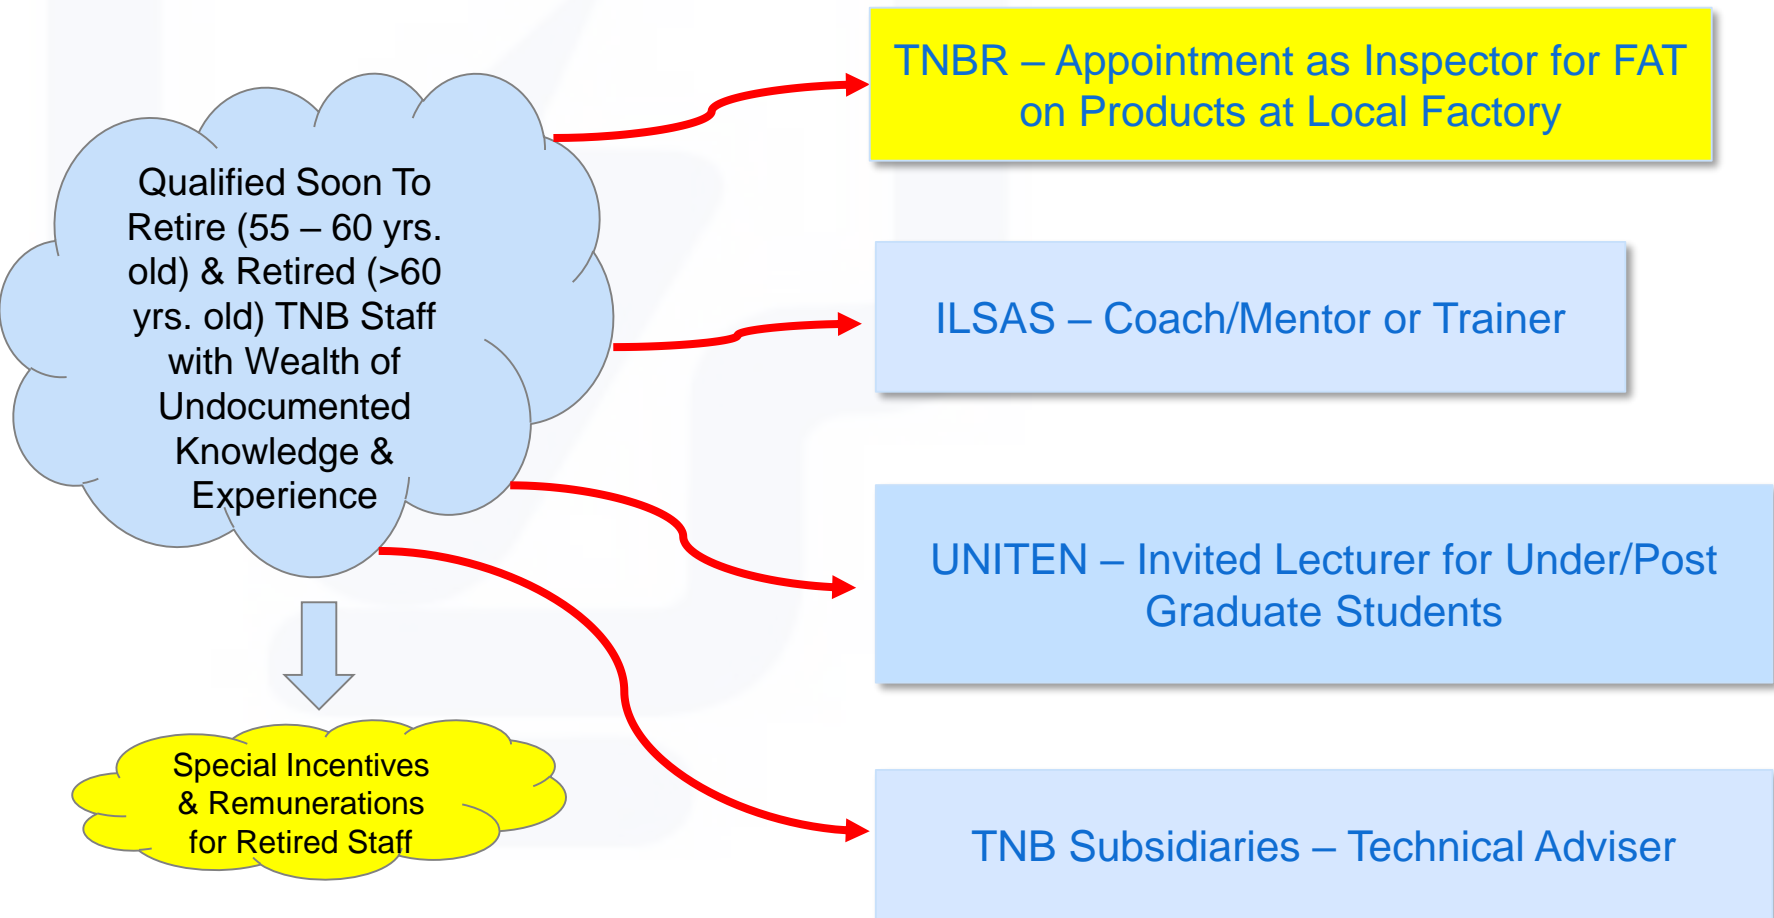 Qualified Soon To
Retire (55 – 60 yrs.
old) & Retired (>60
yrs. old) TNB Staff
with Wealth of
Undocumented
Knowledge &
Experience
Special Incentives
& Remunerations
for Retired Staff
TNBR – Appointment as Inspector for FAT
on Products at Local Factory
ILSAS – Coach/Mentor or Trainer
UNITEN – Invited Lecturer for Under/Post
Graduate Students
TNB Subsidiaries – Technical Adviser